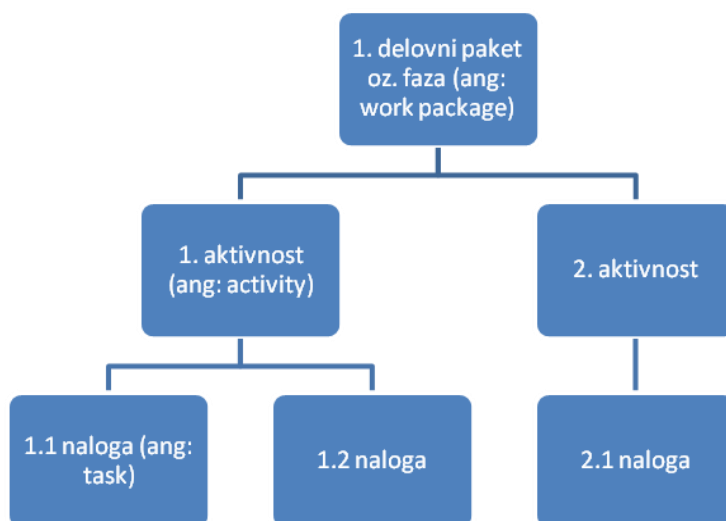 1. delovni paket
oz. faza (ang:
work package)
1. aktivnost
(ang: activity)
2. aktivnost
1.1 naloga (ang:
task)
1.2 naloga
2.1 naloga